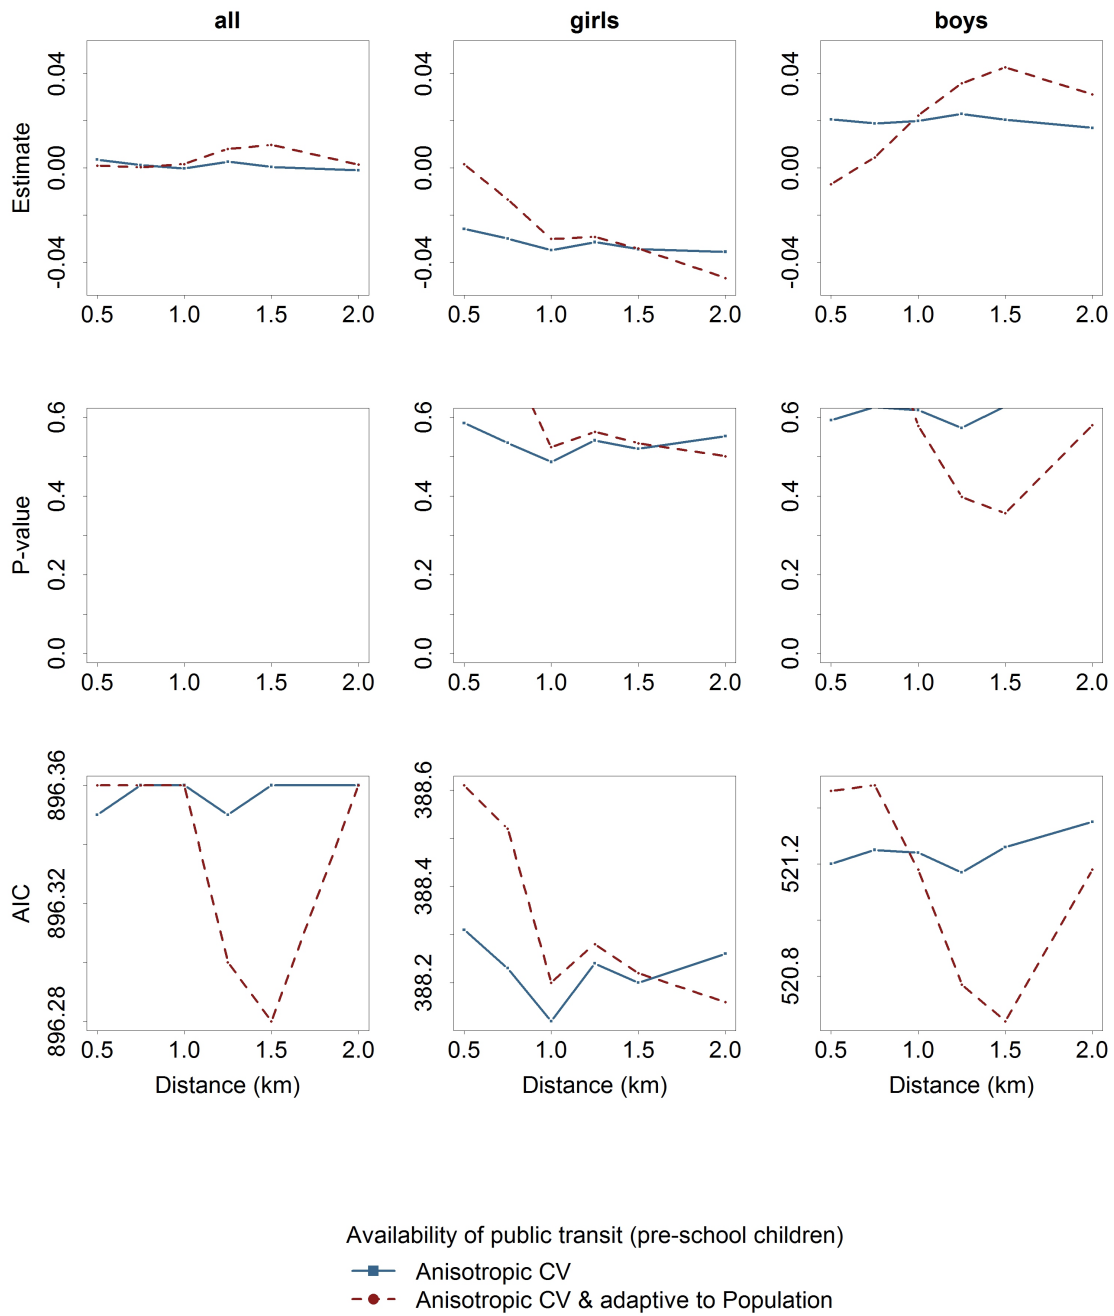 all girls boys
Estimate
0.04
0.00
-0.04
0.5 1.0 1.5 2.0
0.04
0.00
-0.04
0.5 1.0 1.5 2.0
0.04
0.00
-0.04
0.5 1.0 1.5 2.0
P-value
0.6
0.4
0.2
0.0
0.5 1.0 1.5 2.0
0.6
0.4
0.2
0.0
0.5 1.0 1.5 2.0
0.6
0.4
0.2
0.0
0.5 1.0 1.5 2.0
AIC
896.36
896.32
896.28
0.5 1.0 1.5 2.0
Distance (km)
388.6
388.4
388.2
0.5 1.0 1.5 2.0
Distance (km)
521.2
520.8
0.5 1.0 1.5 2.0
Distance (km)
Availability of public transit (pre-school children)
Anisotropic CV
Anisotropic CV & adaptive to Population